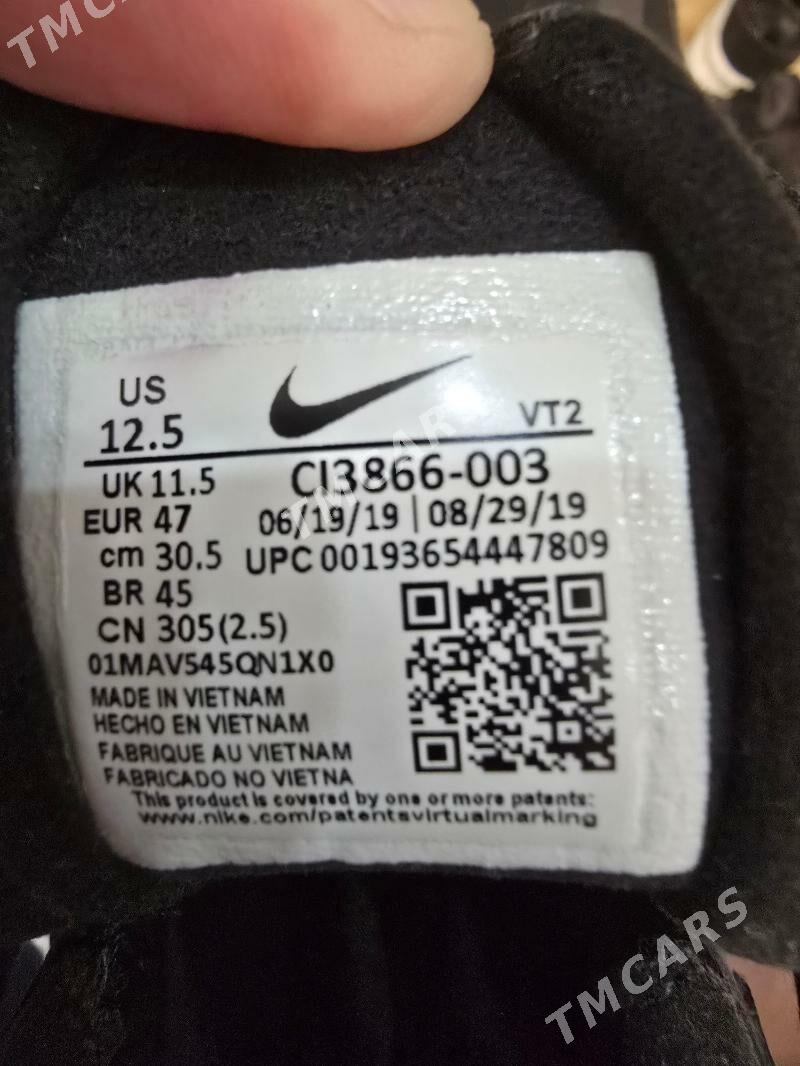 TMCARS
US
12.5
VT2
UK 11.5
CI3866-003
EUR 47
06/19/19 | 08/29/19
cm 30.5
UPC 00193654447809
BR 45
CN 305(2.5)
01MAV545QN1X0
MADE IN VIETNAM
HECHO EN VIETNAM
FABRIQUE AU VIETNAM
FABRICADO NO VIETNA
This product is covered by one or more patents:
www.nike.com/patentsvirtualmarking
TMCARS